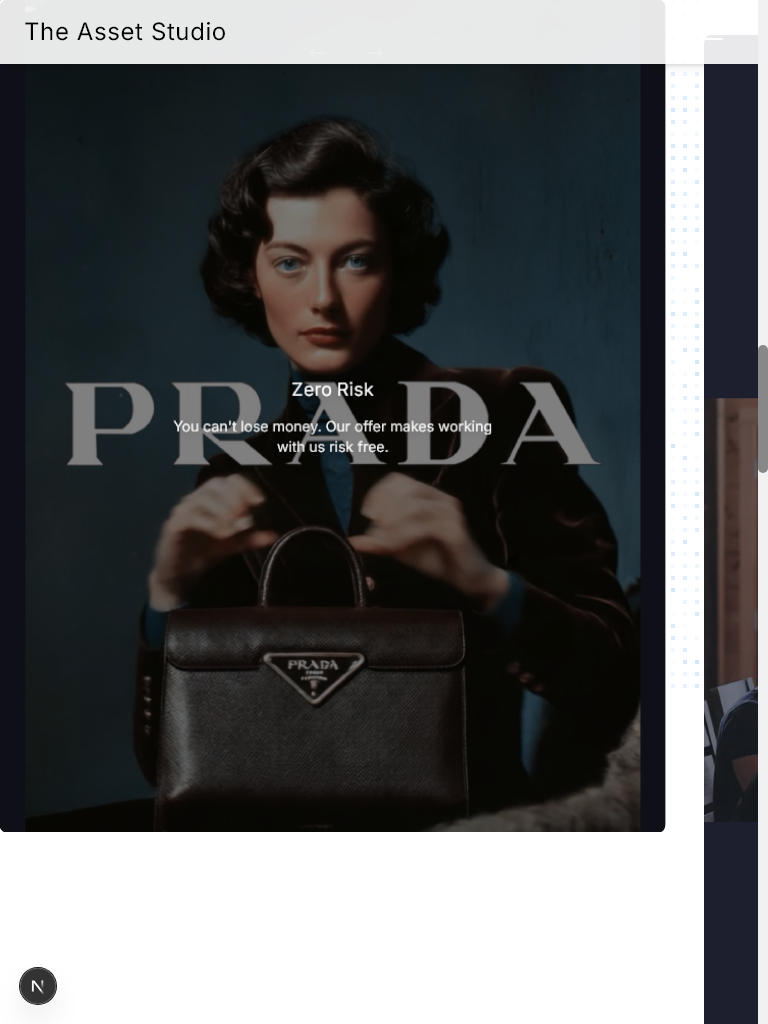 The Asset Studio
← →
PRADA
Zero Risk
You can't lose money. Our offer makes working
with us risk free.
PRADA
N